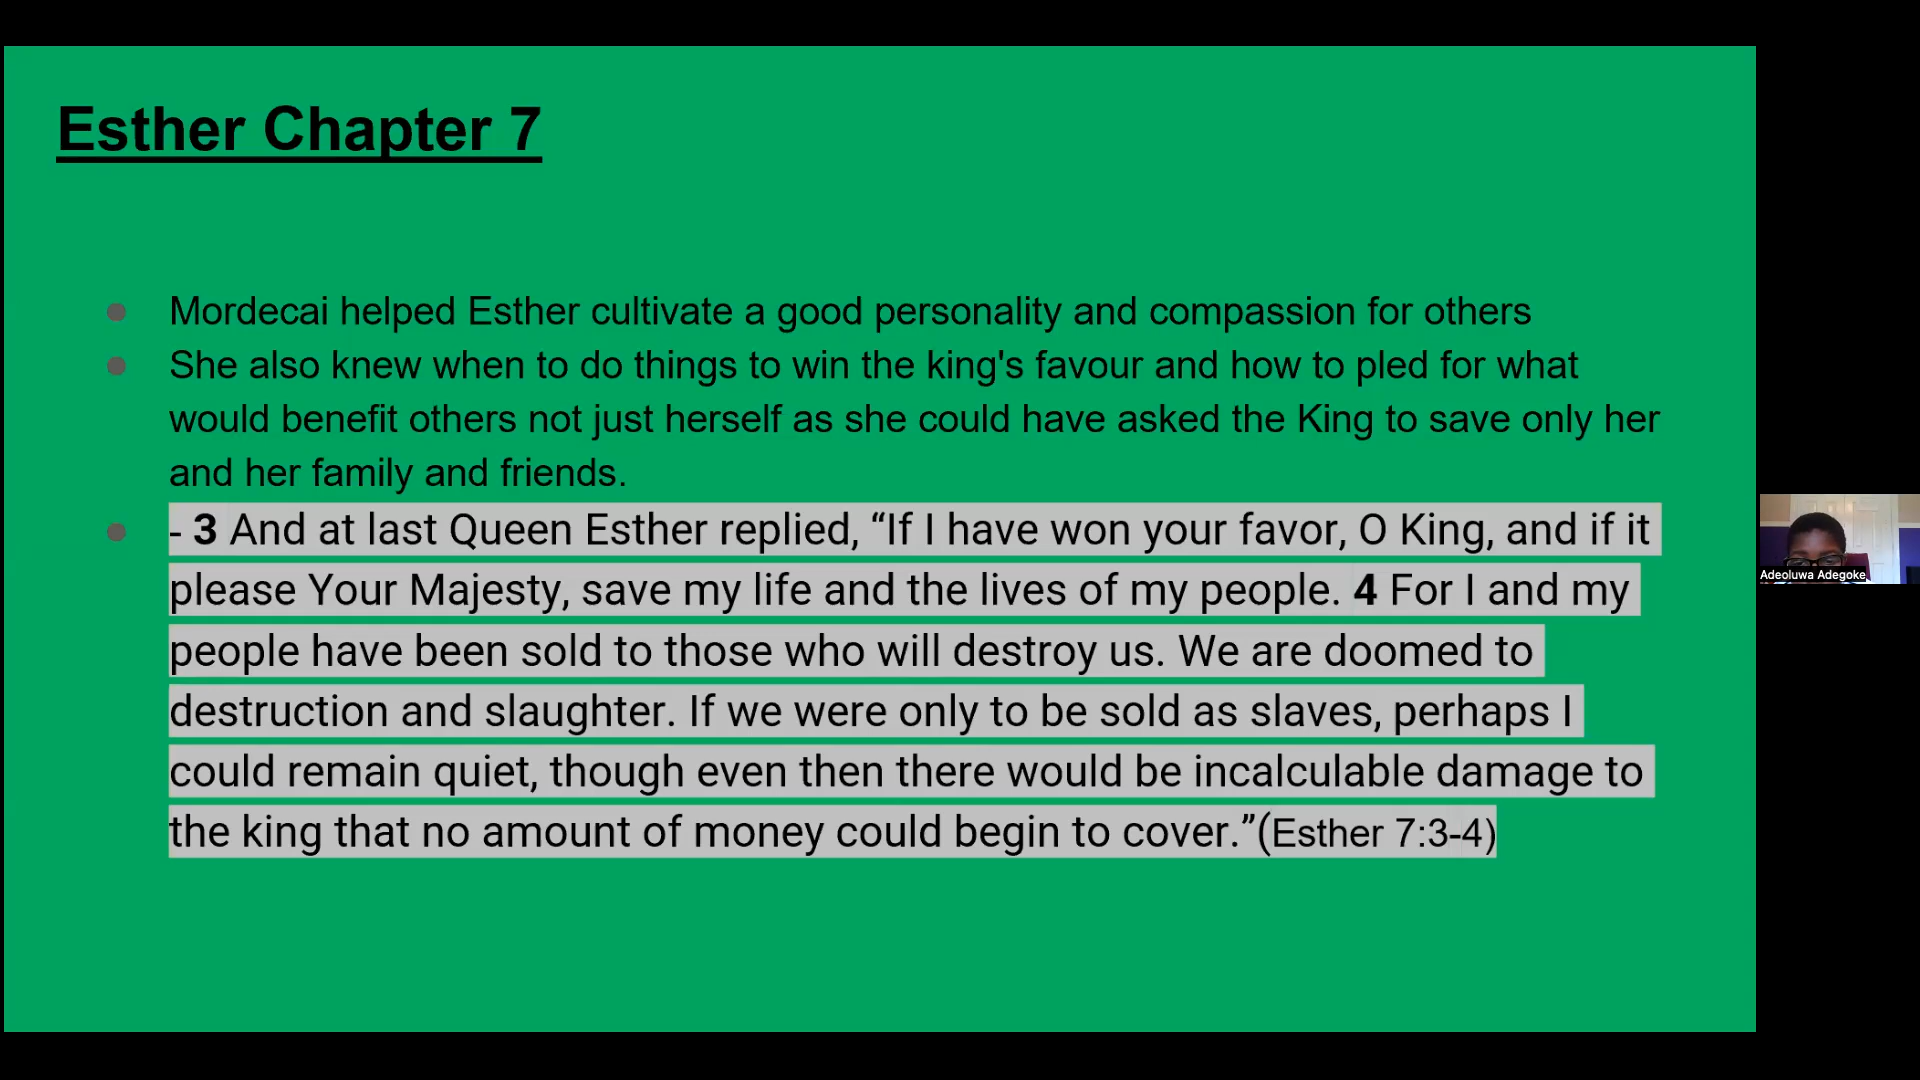 Esther Chapter 7
Mordecai helped Esther cultivate a good personality and compassion for others
She also knew when to do things to win the king's favour and how to pled for what
would benefit others not just herself as she could have asked the King to save only her
and her family and friends.
- 3 And at last Queen Esther replied, “If I have won your favor, O King, and if it
please Your Majesty, save my life and the lives of my people. 4 For I and my
people have been sold to those who will destroy us. We are doomed to
destruction and slaughter. If we were only to be sold as slaves, perhaps I
could remain quiet, though even then there would be incalculable damage to
the king that no amount of money could begin to cover.”(Esther 7:3-4)
Adeoluwa Adegoke